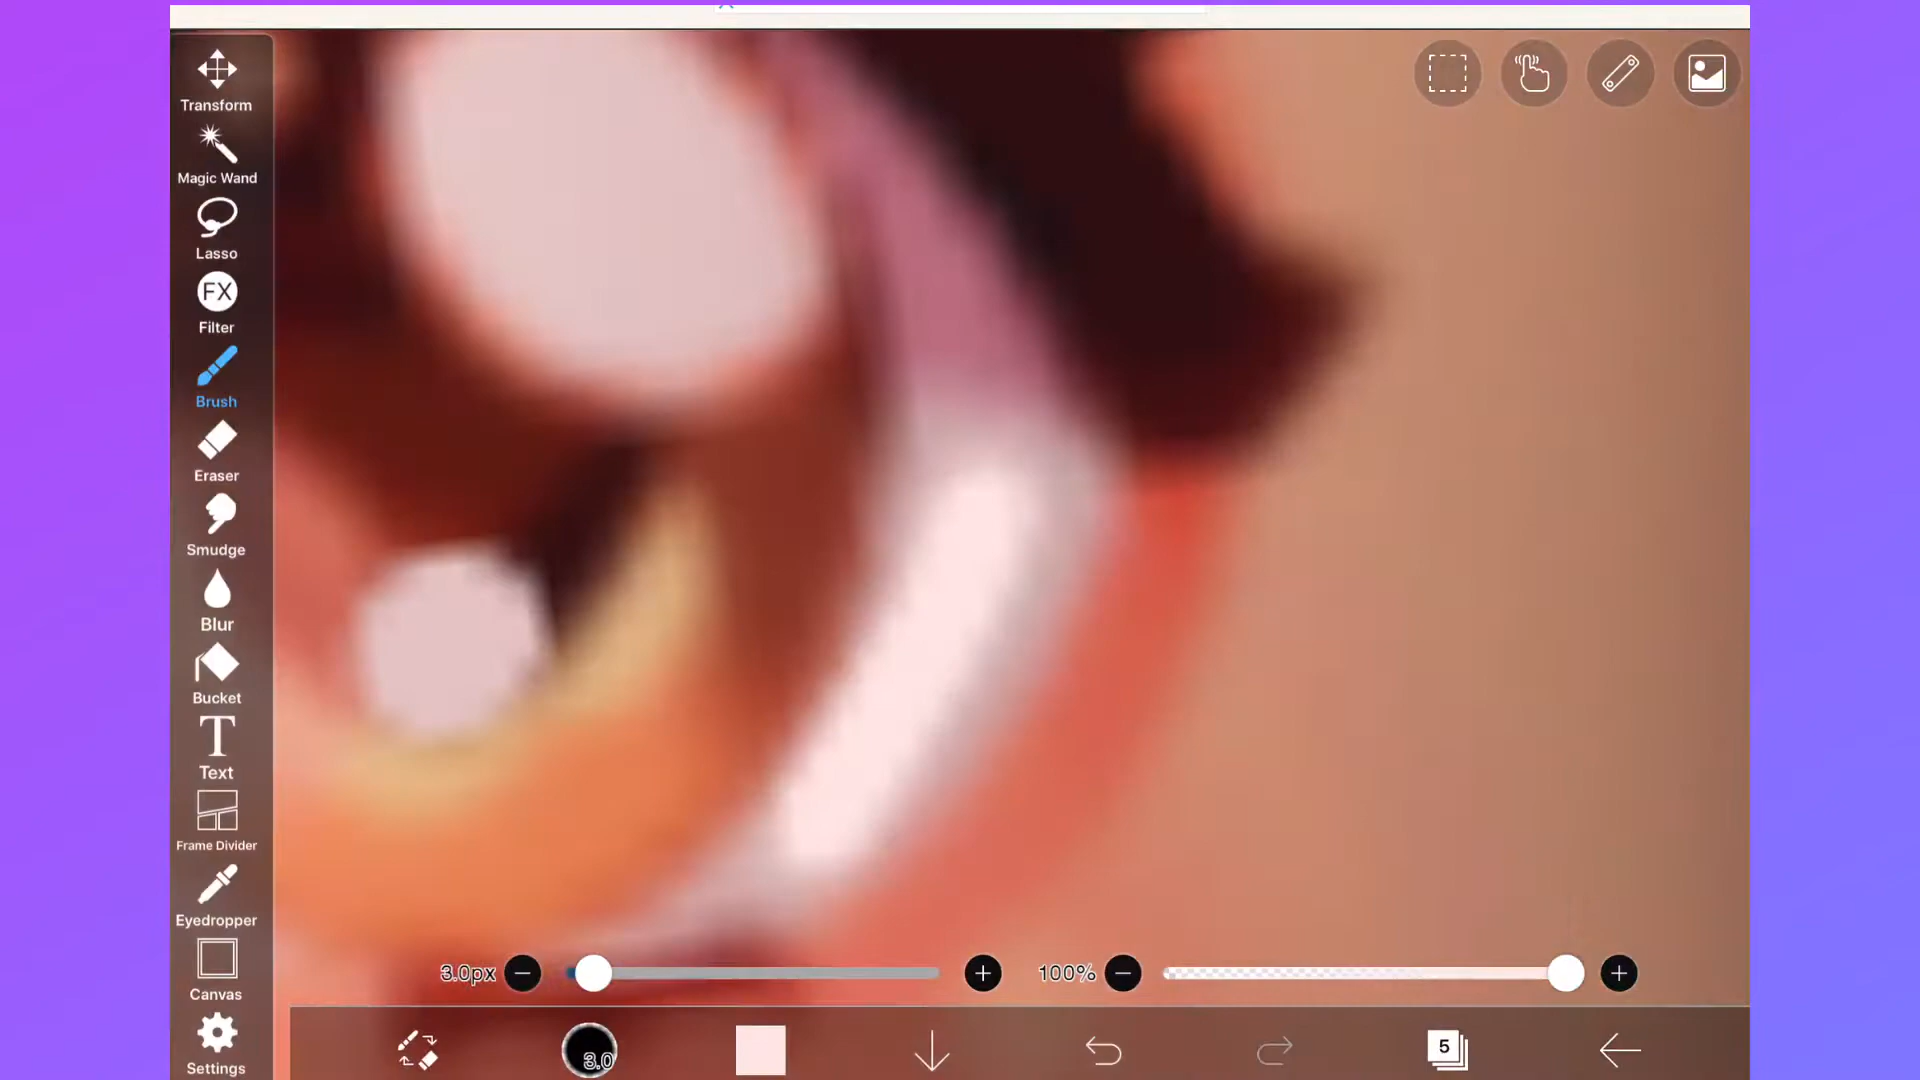 Transform
Magic Wand
Lasso
FX
Filter
Brush
Eraser
Smudge
Blur
Bucket
T
Text
Frame Divider
Eyedropper
Canvas
Settings
3.0px
100%
3.0
5